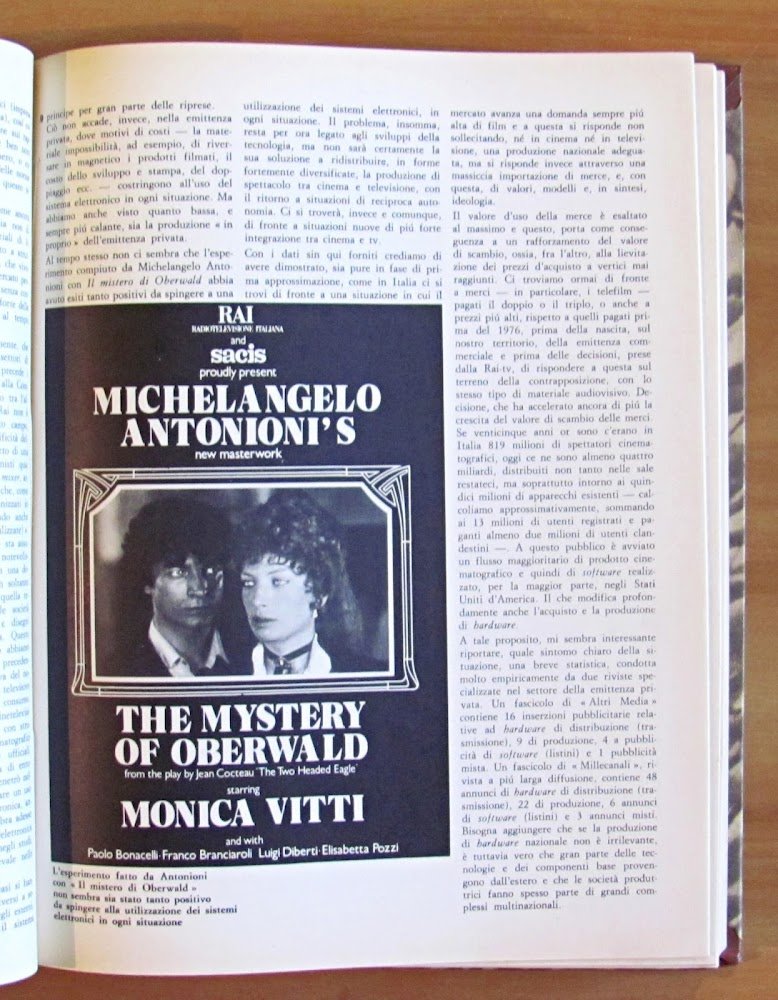 principe per gran parte delle riprese.
Ciò non accade, invece, nella emittenza
privata, dove motivi di costi — la mate-
riale impossibilità, ad esempio, di river-
sare in magnetico i prodotti filmati, il
costo dello sviluppo e stampa, del dop-
piaggio ecc. — costringono all'uso del
sistema elettronico in ogni situazione. Ma
abbiamo anche visto quanto bassa, e
sempre piú calante, sia la produzione « in
proprio » dell'emittenza privata.
Al tempo stesso non ci sembra che l'espe-
rimento compiuto da Michelangelo Anto-
nioni con Il mistero di Oberwald abbia
avuto esiti tanto positivi da spingere a una
utilizzazione dei sistemi elettronici, in
ogni situazione. Il problema, insomma,
resta per ora legato agli sviluppi della
tecnologia, ma non sarà certamente la
sua soluzione a ridistribuire, in forme
fortemente diversificate, la produzione di
spettacolo tra cinema e televisione, con
il ritorno a situazioni di reciproca auto-
nomia. Ci si troverà, invece e comunque,
di fronte a situazioni nuove di piú forte
integrazione tra cinema e tv.
Con i dati sin qui forniti crediamo di
avere dimostrato, sia pure in fase di pri-
ma approssimazione, come in Italia ci si
trovi di fronte a una situazione in cui il
RAI
RADIOTELEVISIONE ITALIANA
and
sacis
proudly present
MICHELANGELO
ANTONIONI'S
new masterwork
THE MYSTERY
OF OBERWALD
from the play by Jean Cocteau 'The Two Headed Eagle'
starring
MONICA VITTI
and with
Paolo Bonacelli·Franco Branciaroli Luigi Diberti·Elisabetta Pozzi
L'esperimento fatto da Antonioni
con « Il mistero di Oberwald »
non sembra sia stato tanto positivo
da spingere alla utilizzazione dei sistemi
elettronici in ogni situazione
mercato avanza una domanda sempre piú
alta di film e a questa si risponde non
sollecitando, né in cinema né in televi-
sione, una produzione nazionale adegua-
ta, ma si risponde invece attraverso una
massiccia importazione di merce, e, con
questa, di valori, modelli e, in sintesi,
ideologia.
Il valore d'uso della merce è esaltato
al massimo e questo, porta come conse-
guenza a un rafforzamento del valore
di scambio, ossia, fra l'altro, alla lievita-
zione dei prezzi d'acquisto a vertici mai
raggiunti. Ci troviamo ormai di fronte
a merci — in particolare, i telefilm —
pagati il doppio o il triplo, o anche a
prezzi piú alti, rispetto a quelli pagati pri-
ma del 1976, prima della nascita, sul
nostro territorio, della emittenza com-
merciale e prima delle decisioni, prese
dalla Rai-tv, di rispondere a questa sul
terreno della contrapposizione, con lo
stesso tipo di materiale audiovisivo. De-
cisione, che ha accelerato ancora di piú la
crescita del valore di scambio delle merci.
Se venticinque anni or sono c'erano in
Italia 819 milioni di spettatori cinema-
tografici, oggi ce ne sono almeno quattro
miliardi, distribuiti non tanto nelle sale
restateci, ma soprattutto intorno ai quin-
dici milioni di apparecchi esistenti — cal-
coliamo approssimativamente, sommando
ai 13 milioni di utenti registrati e pa-
ganti almeno due milioni di utenti clan-
destini —. A questo pubblico è avviato
un flusso maggioritario di prodotto cine-
matografico e quindi di software realiz-
zato, per la maggior parte, negli Stati
Uniti d'America. Il che modifica profon-
damente anche l'acquisto e la produzione
di hardware.
A tale proposito, mi sembra interessante
riportare, quale sintomo chiaro della si-
tuazione, una breve statistica, condotta
molto empiricamente da due riviste spe-
cializzate nel settore della emittenza pri-
vata. Un fascicolo di « Altri Media »
contiene 16 inserzioni pubblicitarie rela-
tive ad hardware di distribuzione (tra-
smissione), 9 di produzione, 4 a pubbli-
cità di software (listini) e 1 pubblicità
mista. Un fascicolo di « Millecanali », ri-
vista a piú larga diffusione, contiene 48
annunci di hardware di distribuzione (tra-
smissione), 22 di produzione, 6 annunci
di software (listini) e 3 annunci misti.
Bisogna aggiungere che se la produzione
di hardware nazionale non è irrilevante,
è tuttavia vero che gran parte delle tec-
nologie e dei componenti base proven-
gono dall'estero e che le società produt-
trici fanno spesso parte di grandi com-
plessi multinazionali.